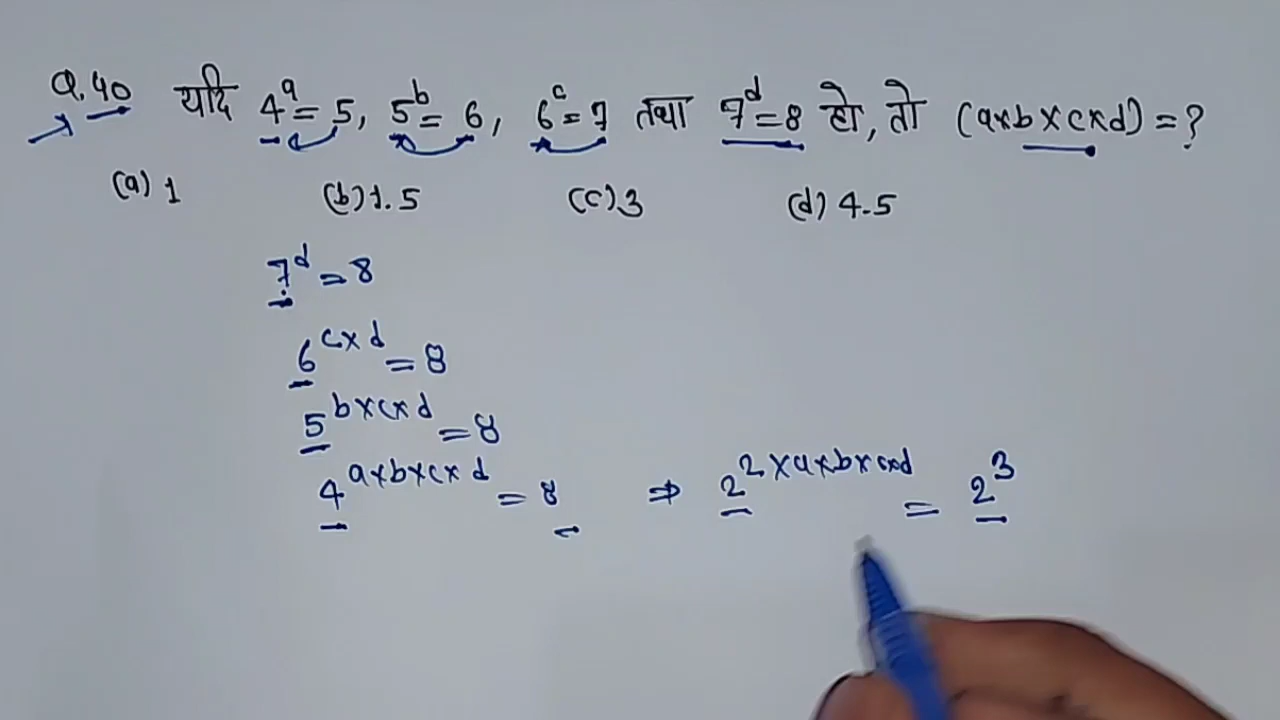 Q.40 यदि 4^a = 5, 5^b = 6, 6^c = 7 तथा 7^d = 8 हो, तो (a×b×c×d) = ?
(a) 1 (b) 1.5 (c) 3 (d) 4.5
7^d = 8
6^c×d = 8
5^b×c×d = 8
4^a×b×c×d = 8 ⇒ 2^2×a×b×c×d = 2^3